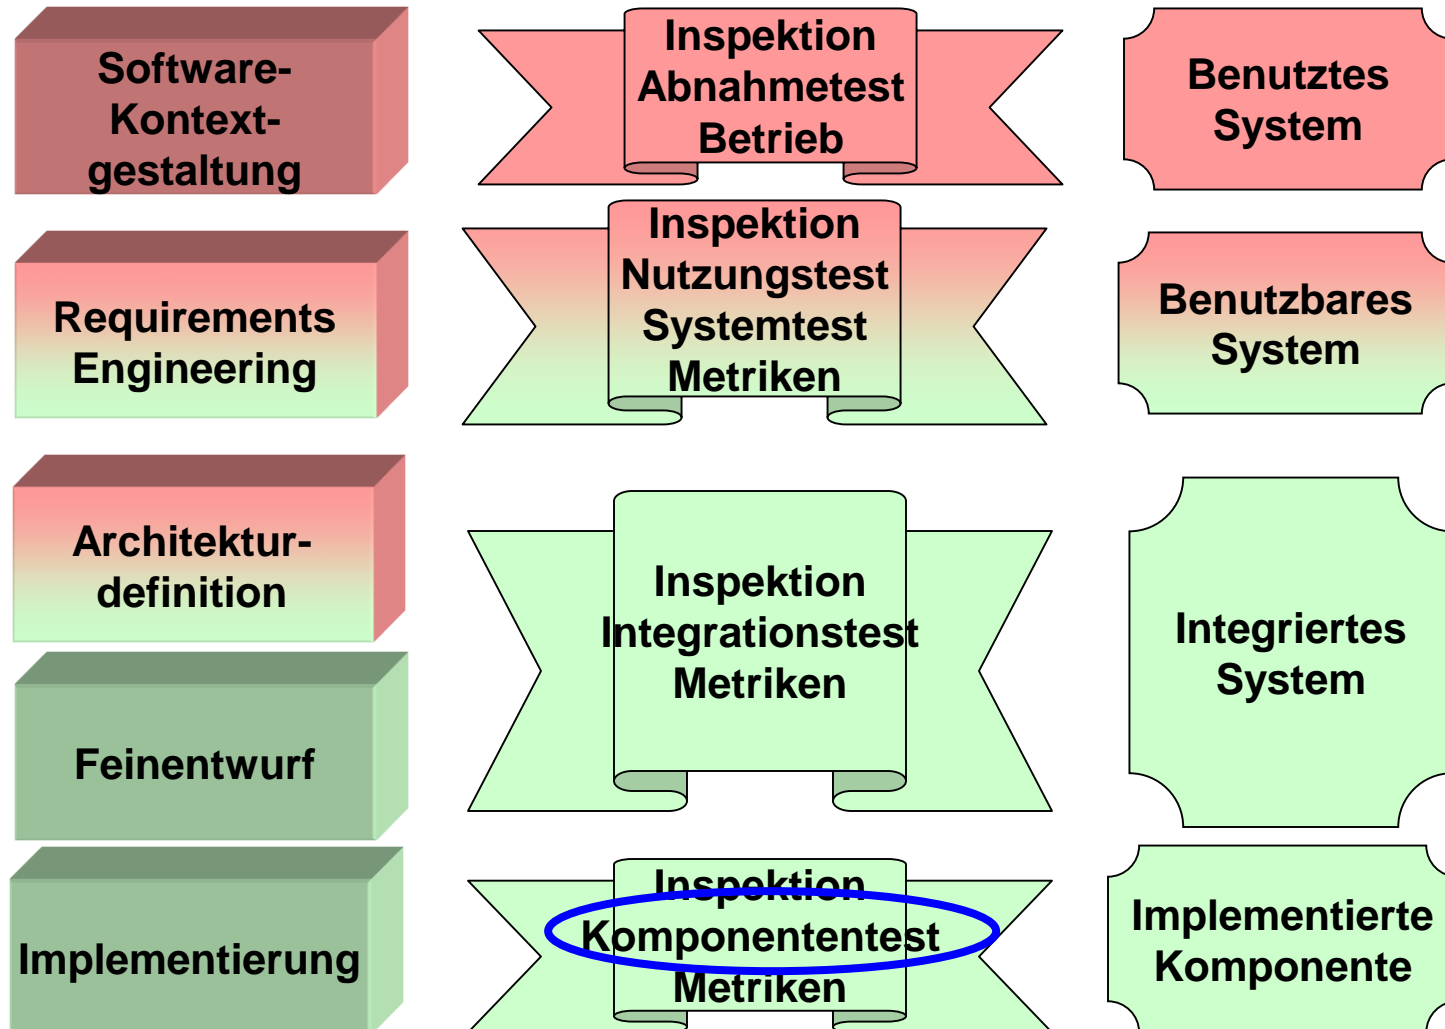 Software-
Kontext-
gestaltung
Inspektion
Abnahmetest
Betrieb
Benutztes
System
Requirements
Engineering
Inspektion
Nutzungstest
Systemtest
Metriken
Benutzbares
System
Architektur-
definition
Feinentwurf
Inspektion
Integrationstest
Metriken
Integriertes
System
Implementierung
Inspektion
Komponententest
Metriken
Implementierte
Komponente